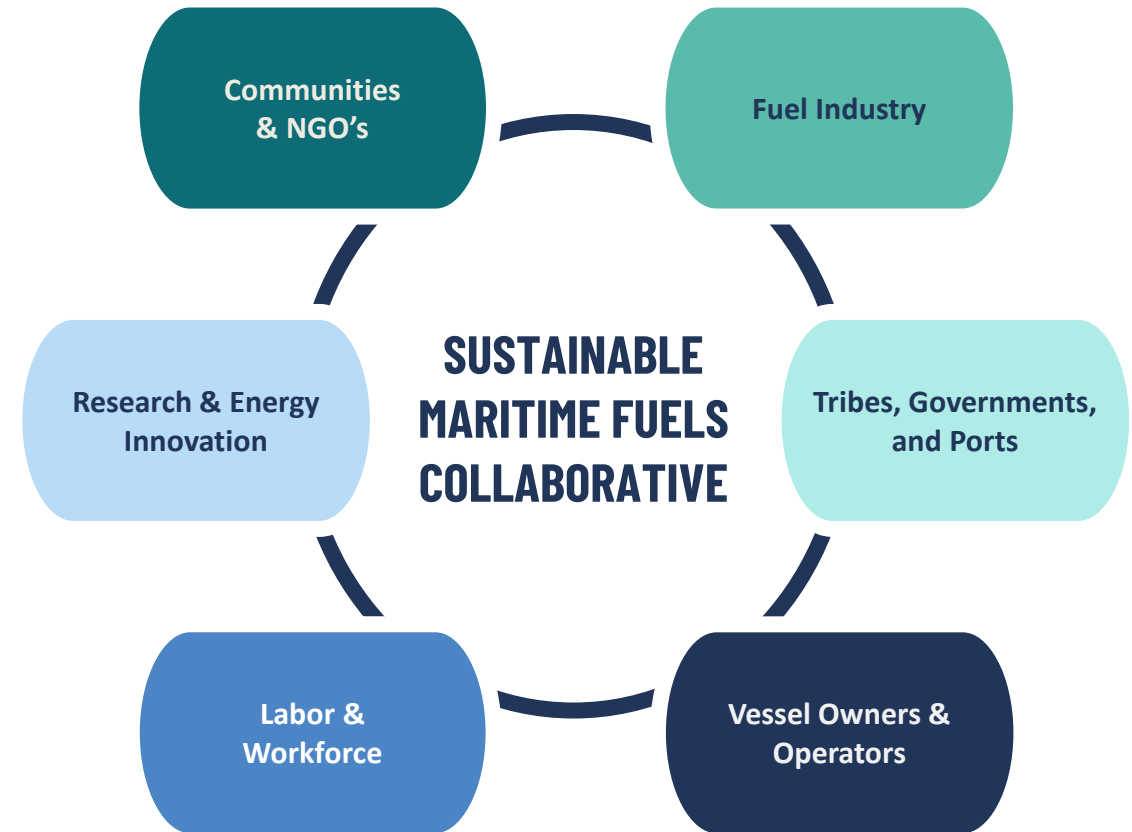 Communities
& NGO’s
Fuel Industry
SUSTAINABLE
MARITIME FUELS
COLLABORATIVE
Research & Energy
Innovation
Tribes, Governments,
and Ports
Labor &
Workforce
Vessel Owners &
Operators